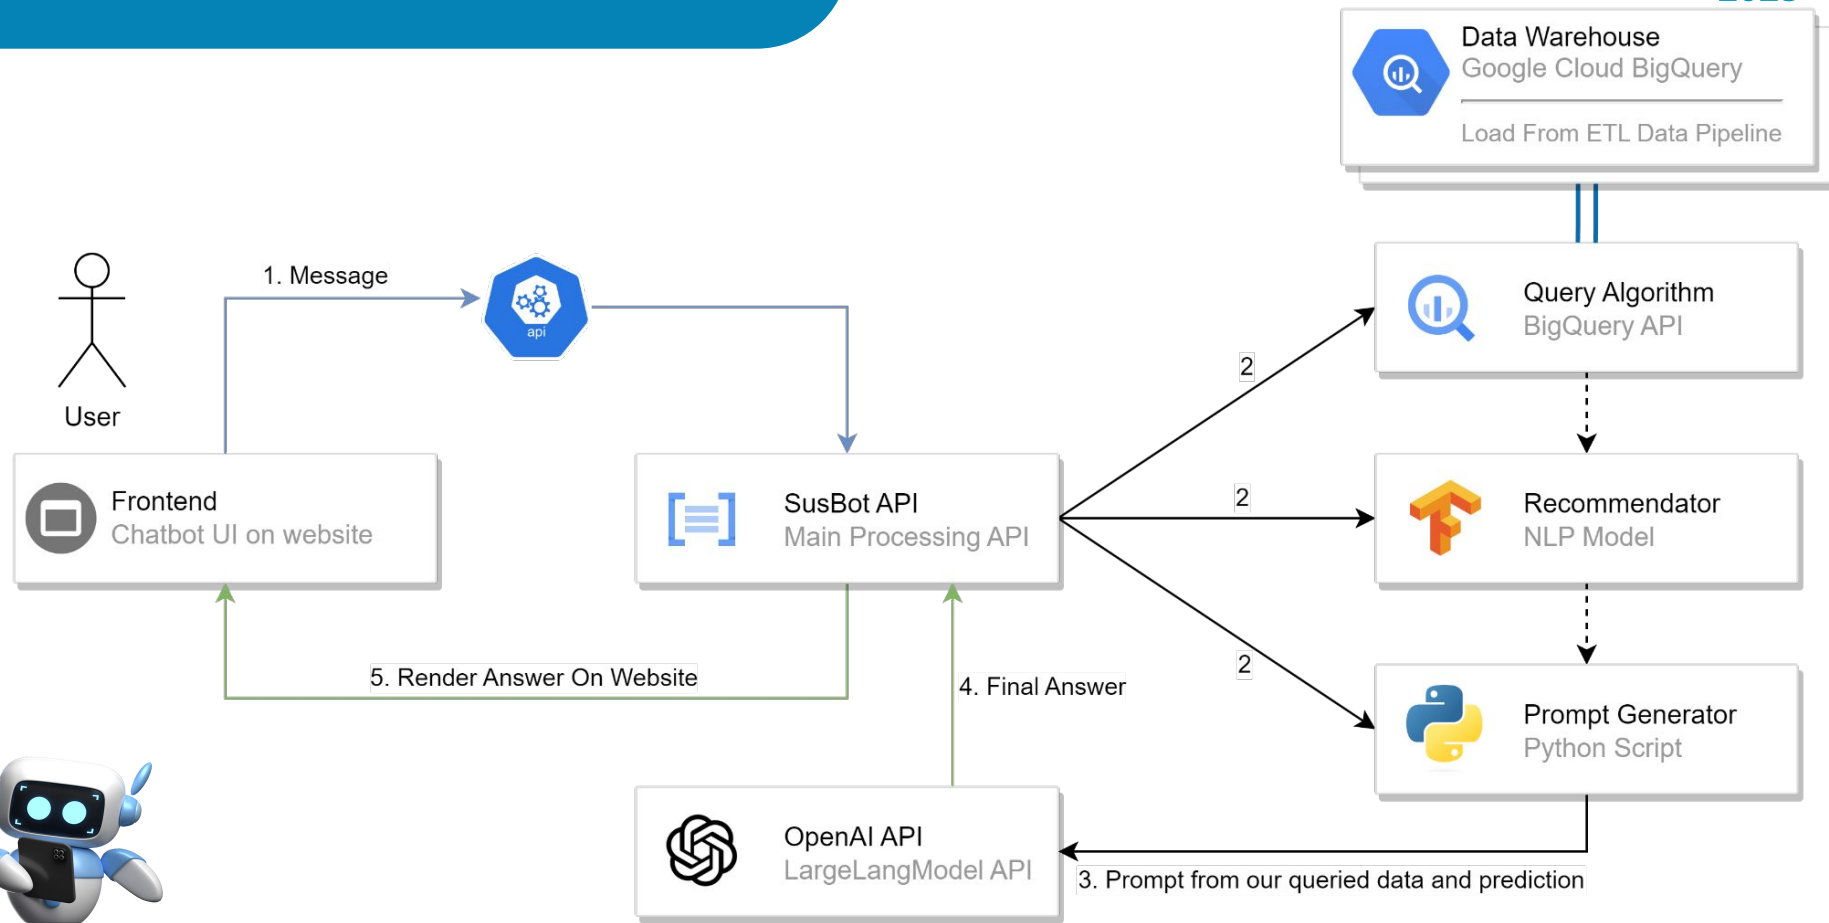 Data Warehouse
Google Cloud BigQuery
Load From ETL Data Pipeline
1. Message
api
User
Query Algorithm
BigQuery API
2
Frontend
Chatbot UI on website
SusBot API
Main Processing API
2
Recommendator
NLP Model
2
5. Render Answer On Website
4. Final Answer
Prompt Generator
Python Script
OpenAI API
LargeLangModel API
3. Prompt from our queried data and prediction